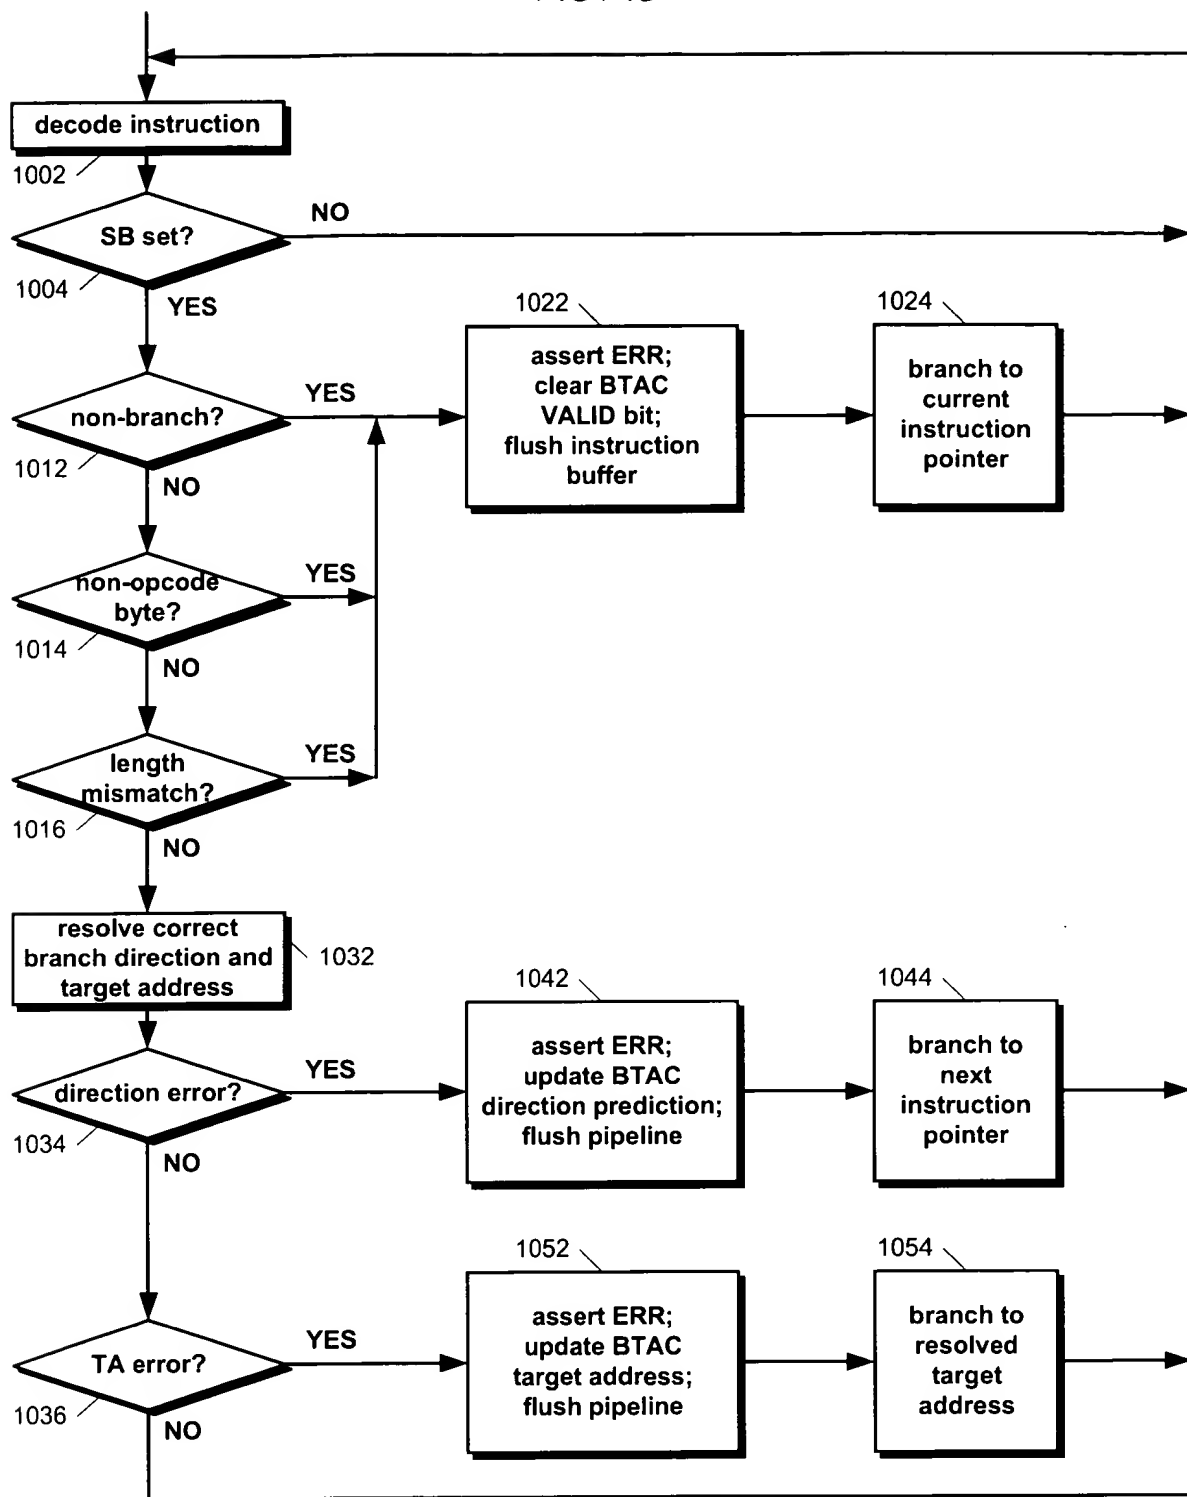 decode instruction
1002
SB set?
NO
1004
YES
1022
1024
assert ERR;
clear BTAC
VALID bit;
flush instruction
buffer
branch to
current
instruction
pointer
non-branch?
YES
1012
NO
non-opcode
byte?
YES
1014
NO
length
mismatch?
YES
1016
NO
resolve correct
branch direction and
target address
1032
1042
1044
assert ERR;
update BTAC
direction prediction;
flush pipeline
branch to
next
instruction
pointer
direction error?
YES
1034
NO
1052
1054
assert ERR;
update BTAC
target address;
flush pipeline
branch to
resolved
target
address
TA error?
YES
1036
NO